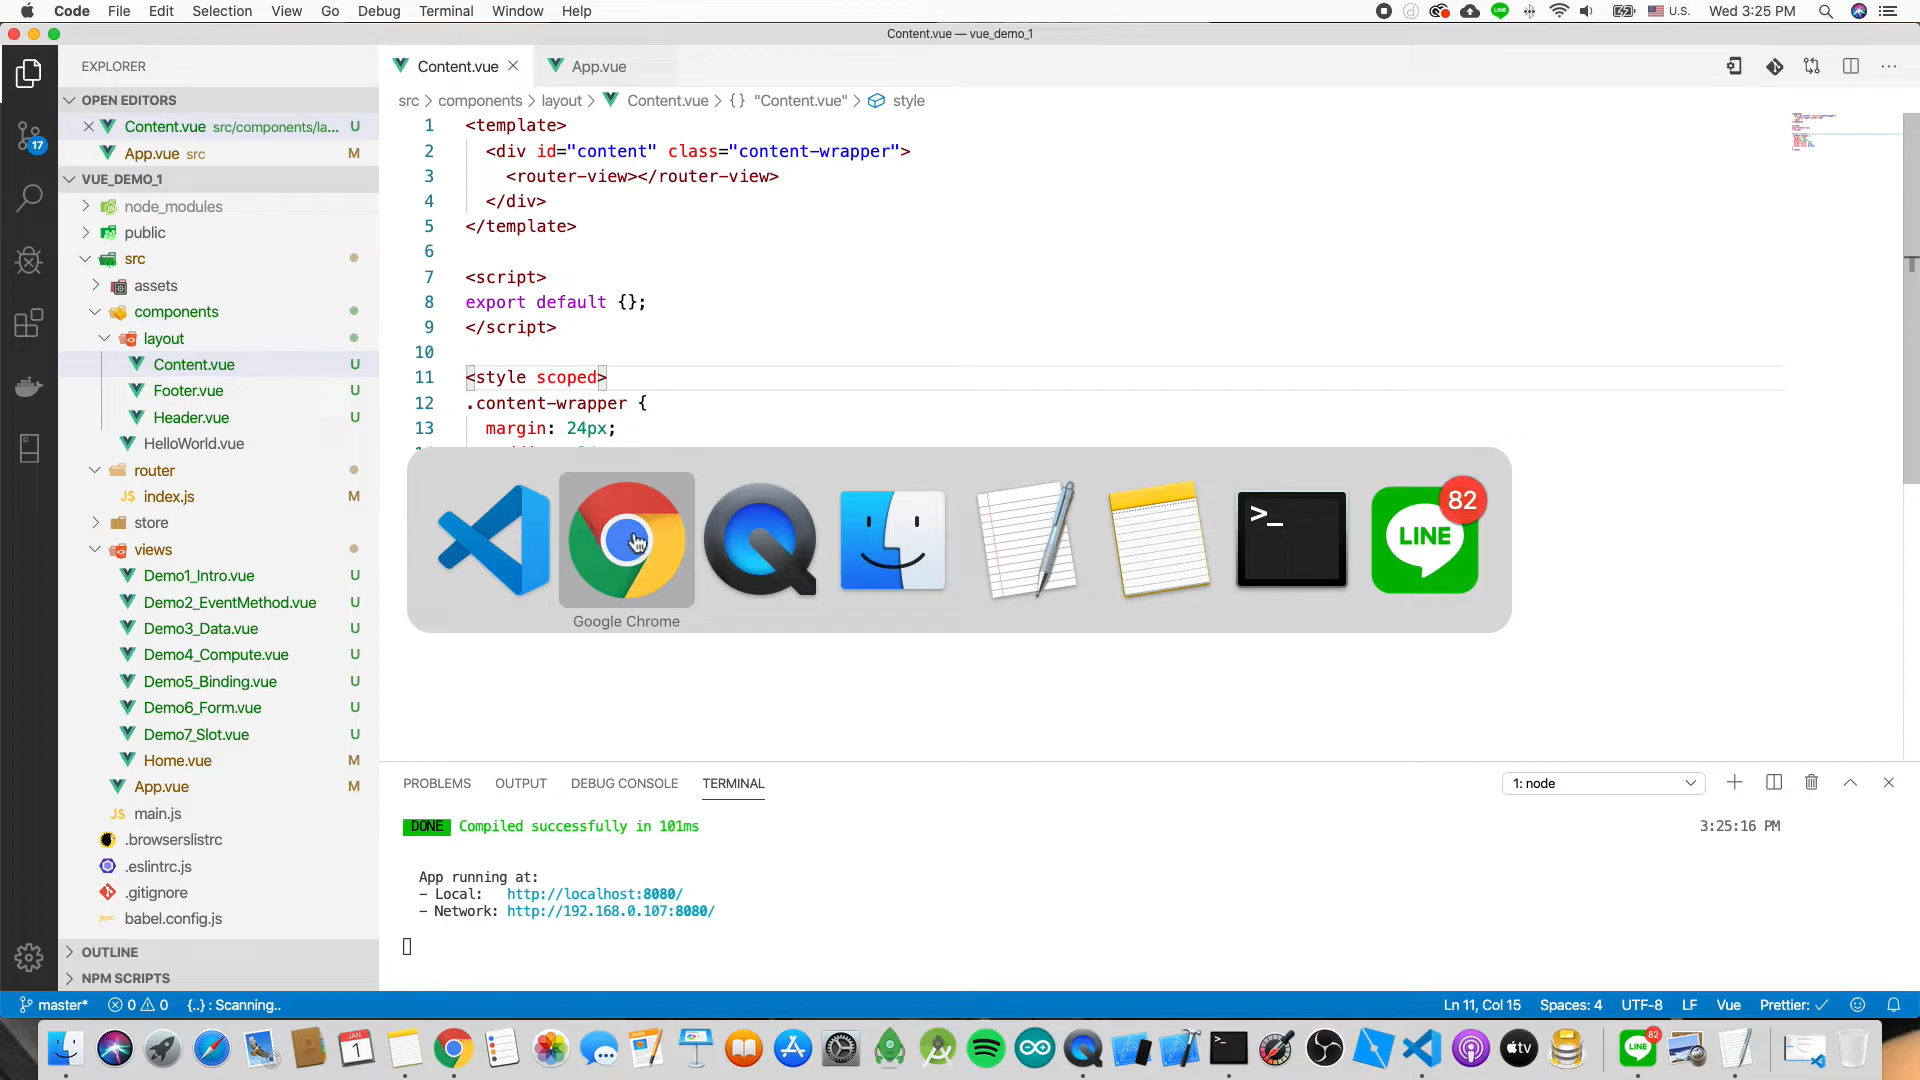 Code File Edit Selection View Go Debug Terminal Window Help
U.S. Wed 3:25 PM
Content.vue — vue_demo_1
EXPLORER
OPEN EDITORS
Content.vue src/components/la... U
App.vue src M
VUE_DEMO_1
node_modules
public
src
assets
components
layout
Content.vue U
Footer.vue U
Header.vue U
HelloWorld.vue
router
JS index.js M
store
views
Demo1_Intro.vue U
Demo2_EventMethod.vue U
Demo3_Data.vue U
Demo4_Compute.vue U
Demo5_Binding.vue U
Demo6_Form.vue U
Demo7_Slot.vue U
Home.vue M
App.vue M
JS main.js
.browserslistrc
.eslintrc.js
.gitignore
babel.config.js
OUTLINE
NPM SCRIPTS
17
Content.vue
App.vue
src > components > layout > Content.vue > {} "Content.vue" > style
1 <template>
2 <div id="content" class="content-wrapper">
3 <router-view></router-view>
4 </div>
5 </template>
6
7 <script>
8 export default {};
9 </script>
10
11 <style scoped>
12 .content-wrapper {
13 margin: 24px;
>_
LINE
82
Google Chrome
PROBLEMS OUTPUT DEBUG CONSOLE TERMINAL
1: node
DONE Compiled successfully in 101ms
3:25:16 PM
App running at:
- Local: http://localhost:8080/
- Network: http://192.168.0.107:8080/
master* 0 0 {..} : Scanning..
Ln 11, Col 15 Spaces: 4 UTF-8 LF Vue Prettier: ✓
JAN
1
tv
LINE
82